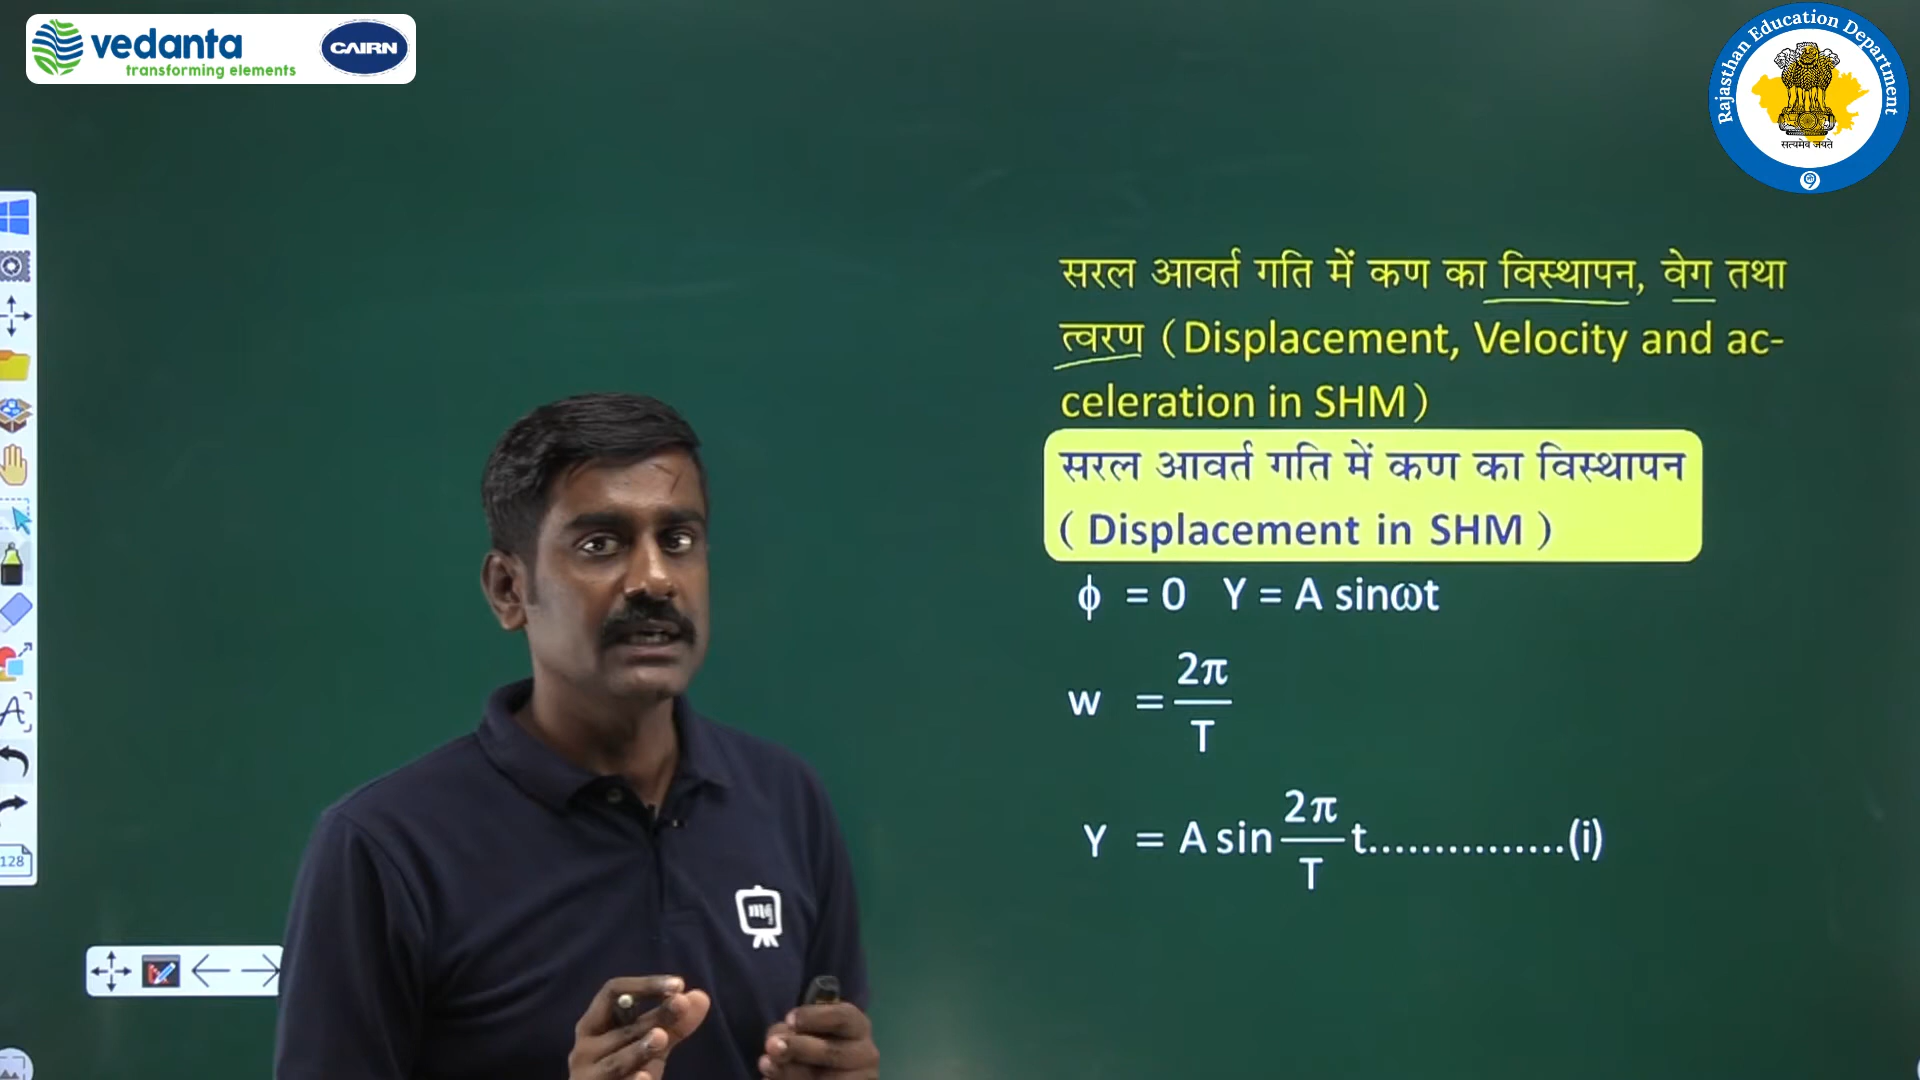 vedanta
transforming elements
CAIRN
Rajasthan Education Department
सत्यमेव जयते
सरल आवर्त गति में कण का विस्थापन, वेग तथा
त्वरण (Displacement, Velocity and ac-
celeration in SHM)
सरल आवर्त गति में कण का विस्थापन
( Displacement in SHM )
ϕ = 0 Y = A sinωt
w = 2π/T
Y = A sin 2π/T t...............(i)
128